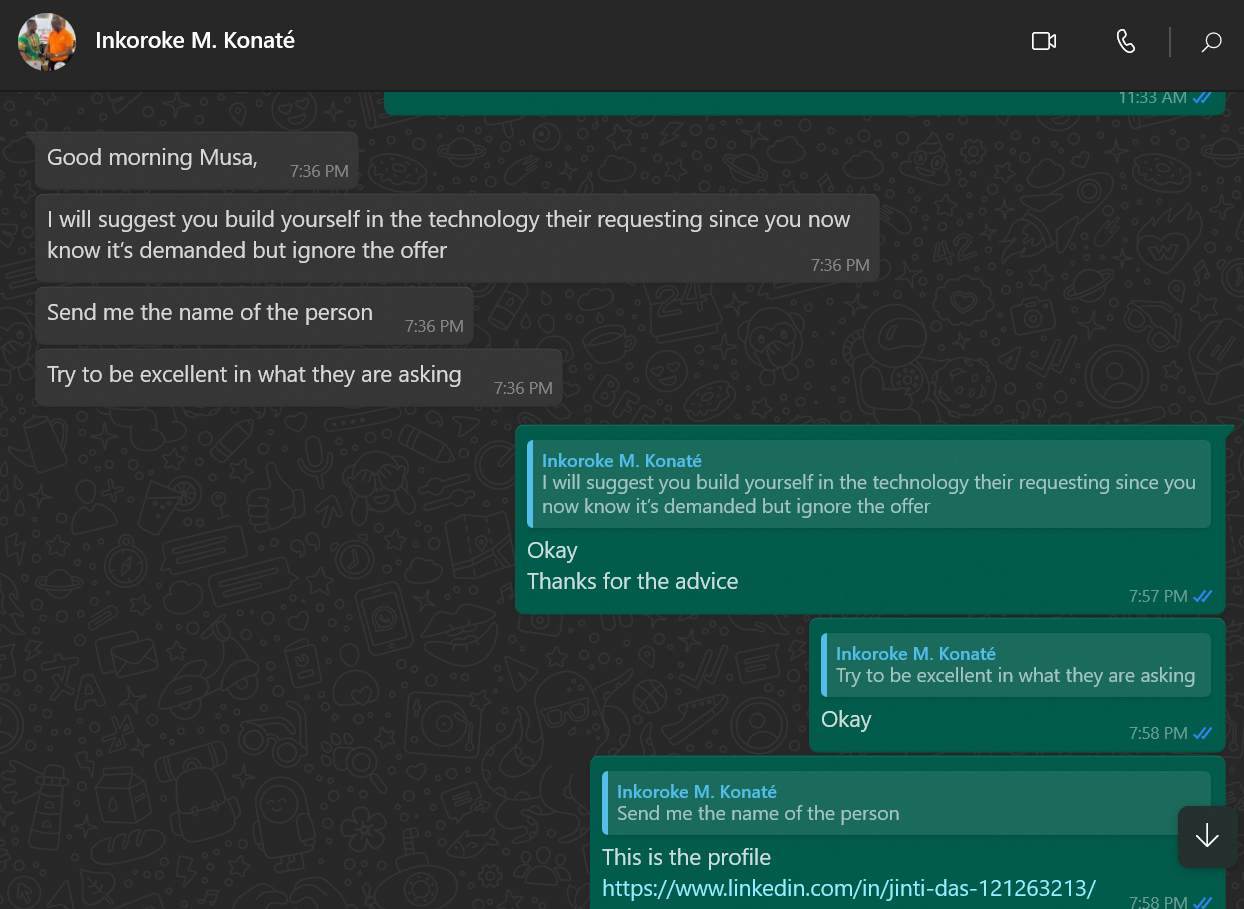 Inkoroke M. Konaté
11:33 AM
Good morning Musa,
7:36 PM
I will suggest you build yourself in the technology their requesting since you now
know it's demanded but ignore the offer
7:36 PM
Send me the name of the person
7:36 PM
Try to be excellent in what they are asking
7:36 PM
Inkoroke M. Konaté
I will suggest you build yourself in the technology their requesting since you
now know it's demanded but ignore the offer
Okay
Thanks for the advice
7:57 PM
Inkoroke M. Konaté
Try to be excellent in what they are asking
Okay
7:58 PM
Inkoroke M. Konaté
Send me the name of the person
This is the profile
https://www.linkedin.com/in/jinti-das-121263213/
7:58 PM